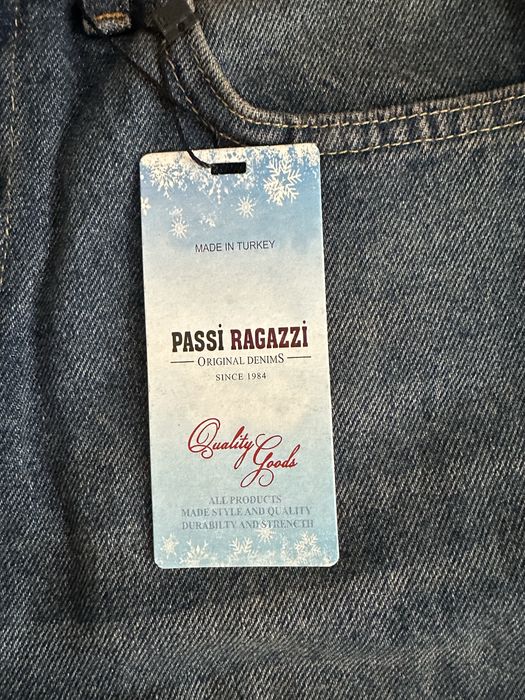 MADE IN TURKEY
PASSİ RAGAZZİ
ORIGINAL DENIMS
SINCE 1984
Quality Goods
ALL PRODUCTS
MADE STYLE AND QUALITY
DURABILTY AND STRENGTH